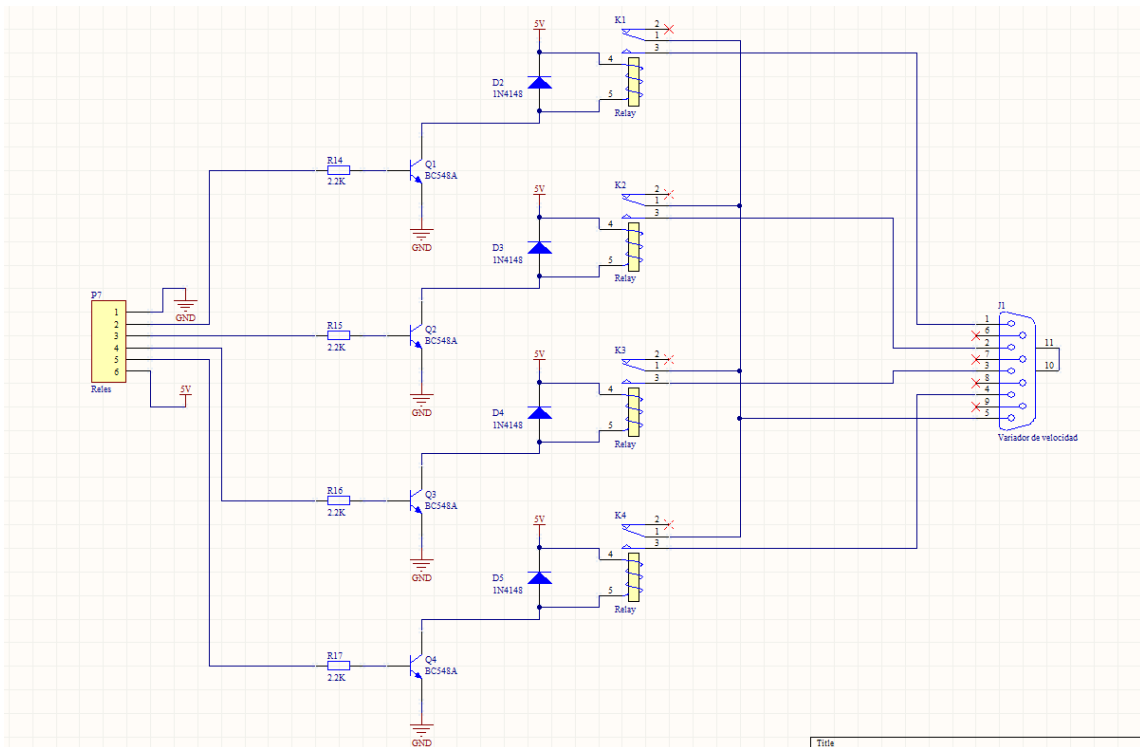 K1
2
1
3
5V
4
D2
1N4148
5
Relay
R14
2.2K
Q1
BC548A
GND
K2
2
1
3
5V
4
D3
1N4148
5
Relay
P7
1
2
3
4
5
6
Reles
GND
5V
R15
2.2K
Q2
BC548A
GND
K3
2
1
3
5V
4
D4
1N4148
5
Relay
J1
1
6
2
7
3
8
4
9
5
11
10
Variador de velocidad
R16
2.2K
Q3
BC548A
GND
K4
2
1
3
5V
4
D5
1N4148
5
Relay
R17
2.2K
Q4
BC548A
GND
Title